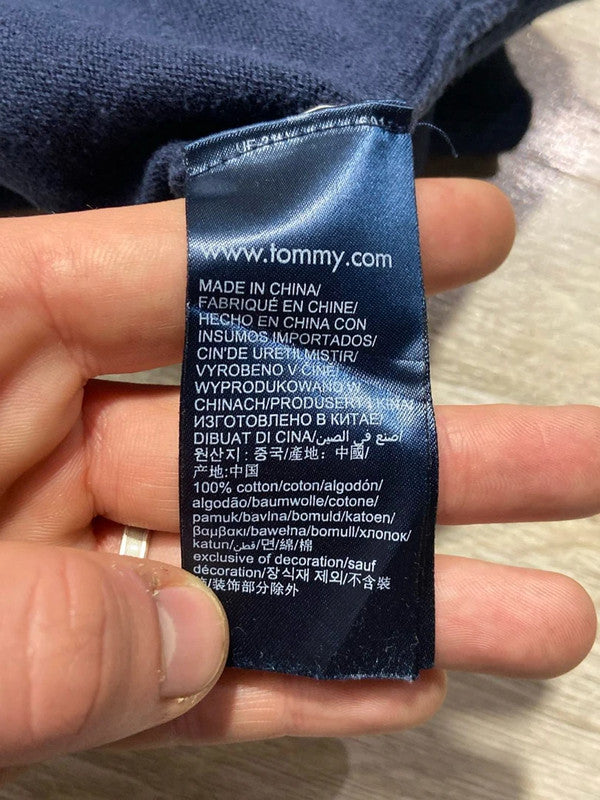 www.tommy.com
MADE IN CHINA/
FABRIQUÉ EN CHINE/
HECHO EN CHINA CON
INSUMOS IMPORTADOS/
CIN'DE URETILMISTIR/
VYROBENO V ČÍNĚ/
WYPRODUKOWANO W
CHINACH/PRODUSERT I KINA/
ИЗГОТОВЛЕНО В КИТАЕ/
DIBUAT DI CINA/صنع في الصين/
원산지 : 중국/產地：中國/
产地:中国
100% cotton/coton/algodón/
algodão/baumwolle/cotone/
pamuk/bavlna/bomuld/katoen/
βαμβακι/bawełna/bomull/хлопок/
katun/قطن/면/綿/棉
exclusive of decoration/sauf
décoration/장식재 제외/不含裝
/装饰部分除外